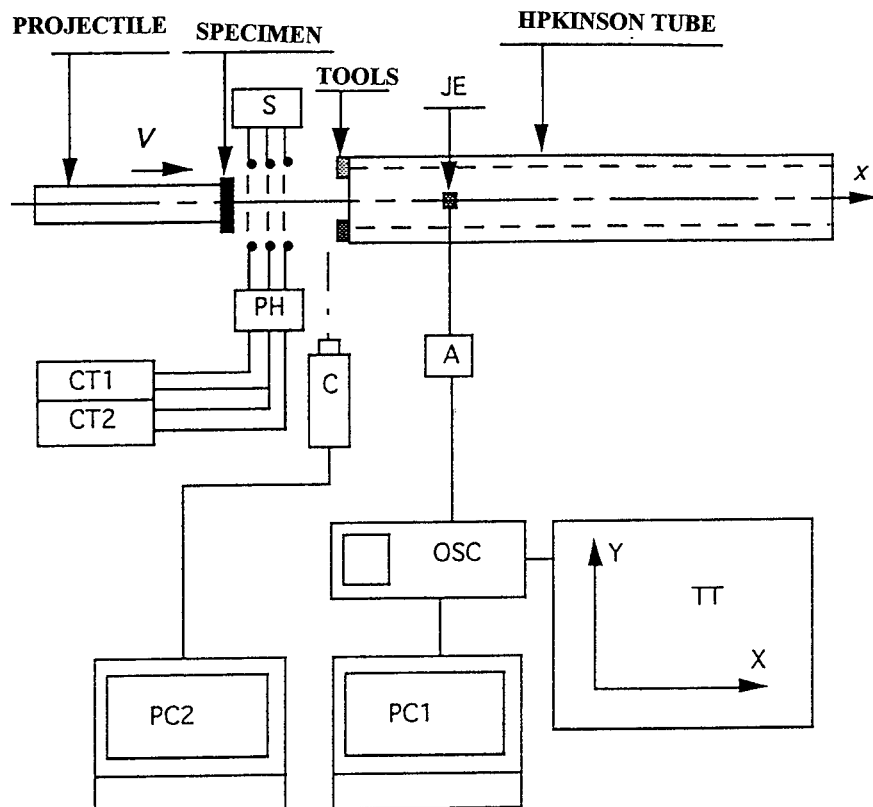 PROJECTILE
SPECIMEN
HPKINSON TUBE
TOOLS
JE
S
V
x
PH
A
CT1
CT2
C
OSC
Y
TT
X
PC2
PC1